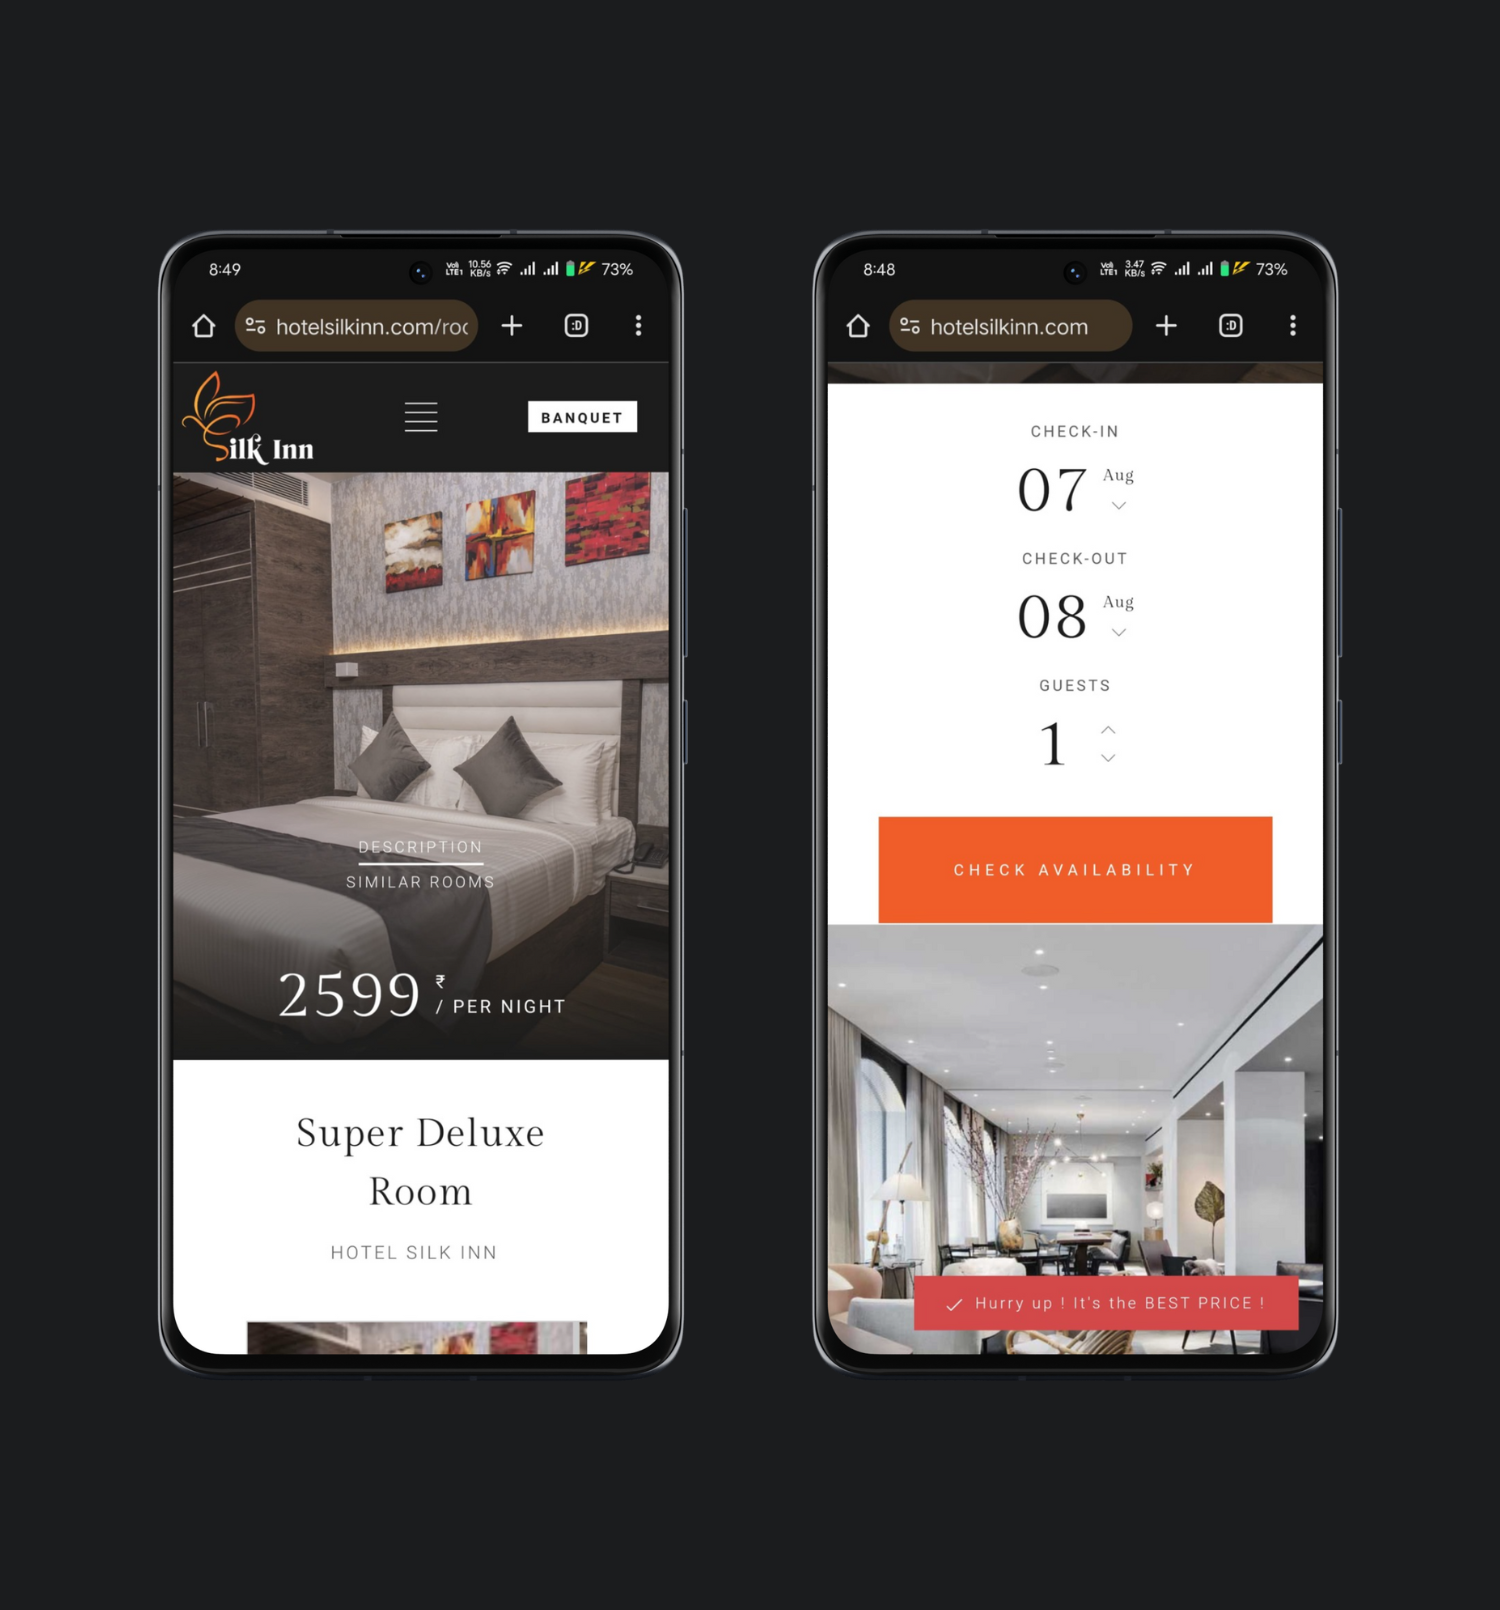 8:49
Vo))
LTE1
10.56
KB/s
73%
hotelsilkinn.com/roo
:D
Silk Inn
BANQUET
DESCRIPTION
SIMILAR ROOMS
2599 ₹
/ PER NIGHT
Super Deluxe
Room
HOTEL SILK INN
8:48
Vo))
LTE1
3.47
KB/s
73%
hotelsilkinn.com
:D
CHECK-IN
07 Aug
CHECK-OUT
08 Aug
GUESTS
1
CHECK AVAILABILITY
Hurry up ! It's the BEST PRICE !